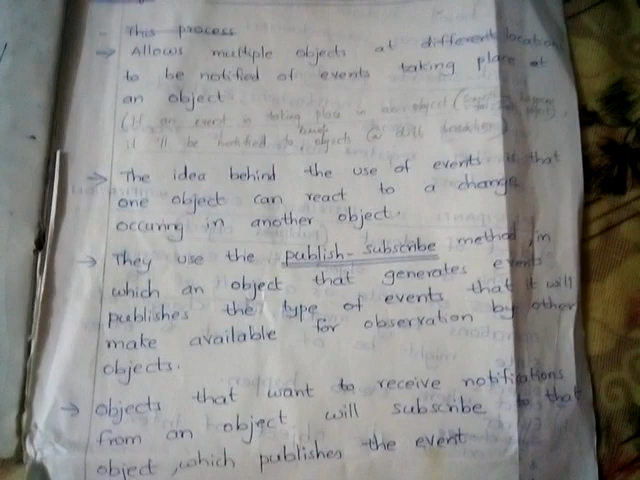 - This process
→ Allows multiple objects at different location
to be notified of events taking place at
an object
(If an event is taking place in one object (
it 'll be notified to objects @ diff location)
→ The idea behind the use of events is that
one object can react to a change
occuring in another object.
→ They use the publish-subscribe method, in
which an object that generates events
publishes the type of events that it will
make available for observation by other
objects.
→ objects that want to receive notifications
from an object will subscribe to that
object, which publishes the event